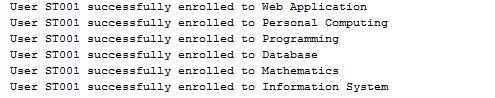 User ST001 successfully enrolled to Web Application
User ST001 successfully enrolled to Personal Computing
User ST001 successfully enrolled to Programming
User ST001 successfully enrolled to Database
User ST001 successfully enrolled to Mathematics
User ST001 successfully enrolled to Information System